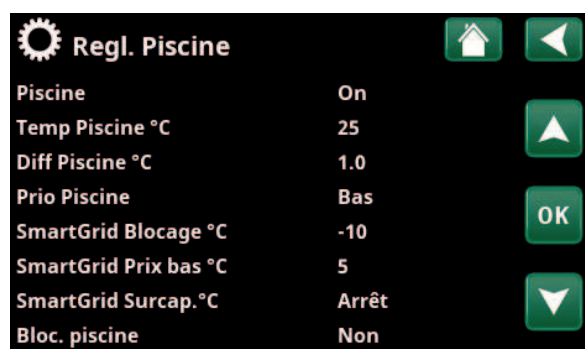 Regl. Piscine
Piscine On
Temp Piscine °C 25
Diff Piscine °C 1.0
Prio Piscine Bas
SmartGrid Blocage °C -10
SmartGrid Prix bas °C 5
SmartGrid Surcap.°C Arrêt
Bloc. piscine Non
OK